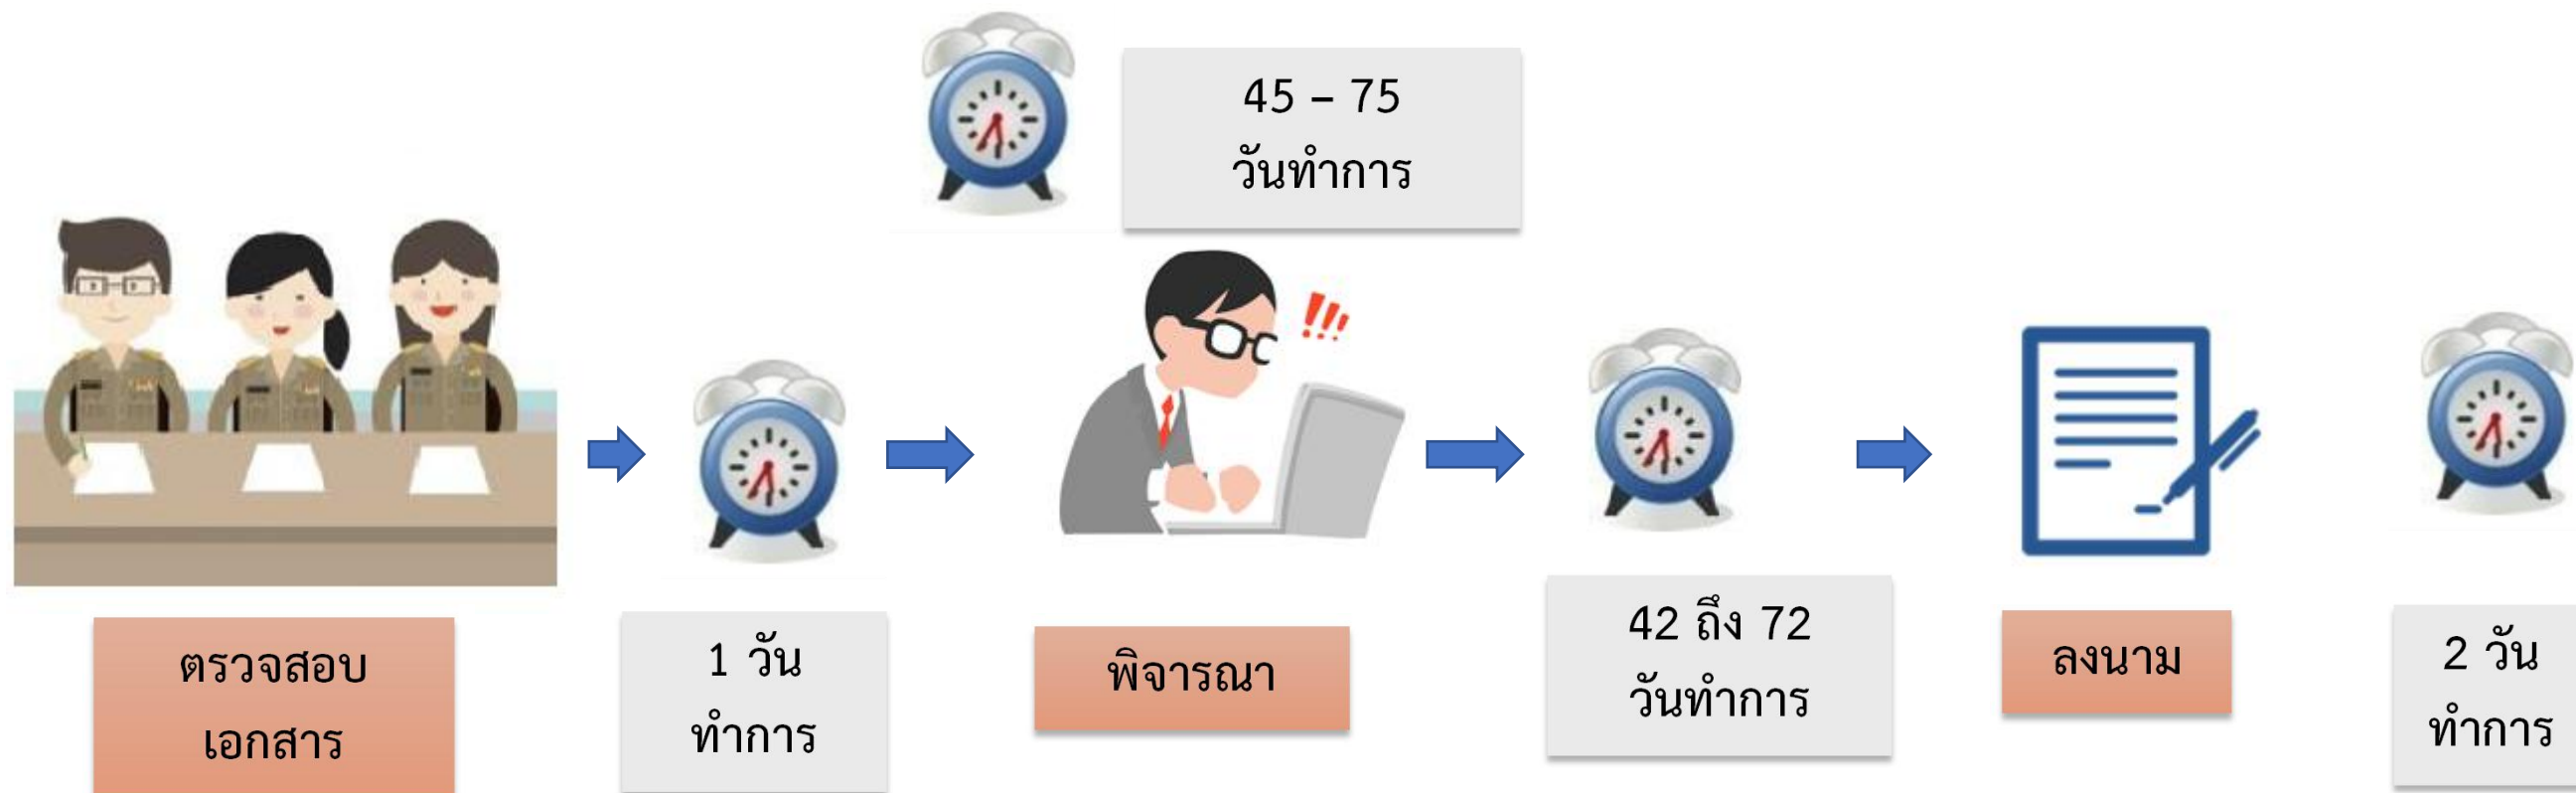 45 – 75
วันทำการ
ตรวจสอบ
เอกสาร
1 วัน
ทำการ
พิจารณา
42 ถึง 72
วันทำการ
ลงนาม
2 วัน
ทำการ